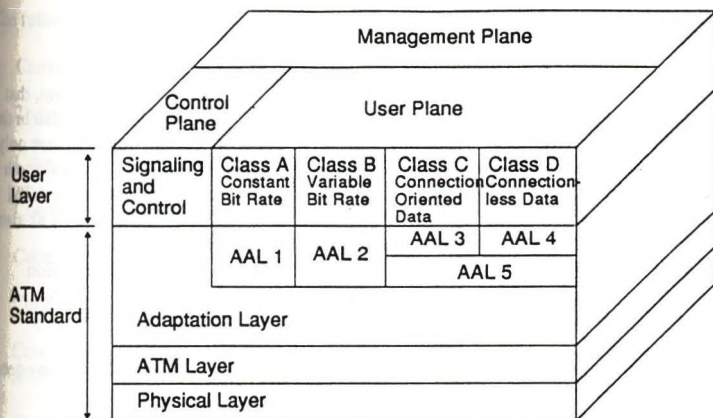 Management Plane
Control
Plane
User Plane
User
Layer
Signaling
and
Control
Class A
Constant
Bit Rate
Class B
Variable
Bit Rate
Class C
Connection
Oriented
Data
Class D
Connection-
less Data
AAL 1
AAL 2
AAL 3
AAL 4
AAL 5
ATM
Standard
Adaptation Layer
ATM Layer
Physical Layer